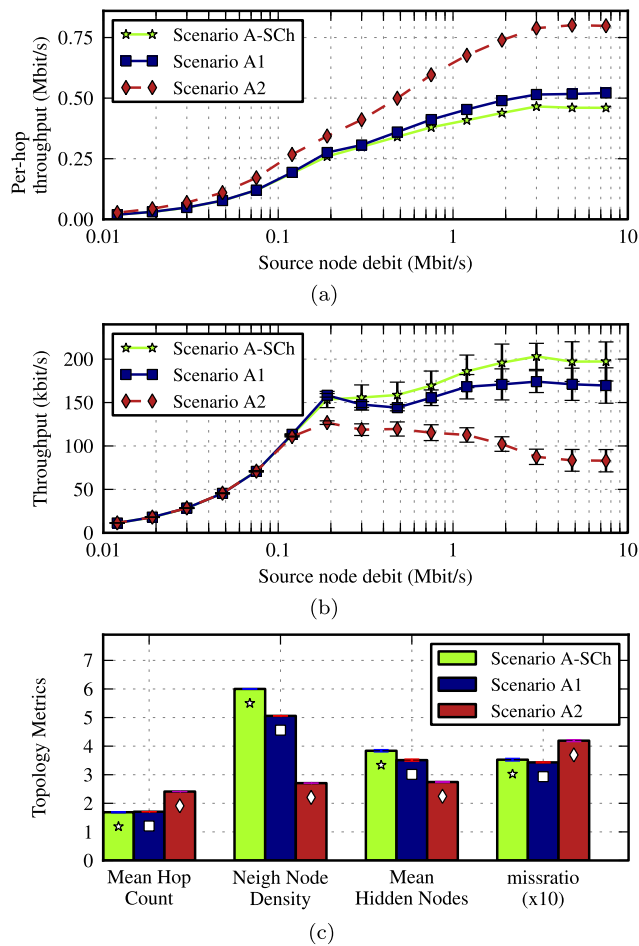 0.75
0.50
0.25
0.00
Per-hop
throughput (Mbit/s)
Scenario A-SCh
Scenario A1
Scenario A2
0.01
0.1
1
10
Source node debit (Mbit/s)
(a)
200
150
100
50
0
Throughput (kbit/s)
Scenario A-SCh
Scenario A1
Scenario A2
0.01
0.1
1
10
Source node debit (Mbit/s)
(b)
7
6
5
4
3
2
1
0
Topology Metrics
Scenario A-SCh
Scenario A1
Scenario A2
Mean Hop
Count
Neigh Node
Density
Mean
Hidden Nodes
missratio
(x10)
(c)